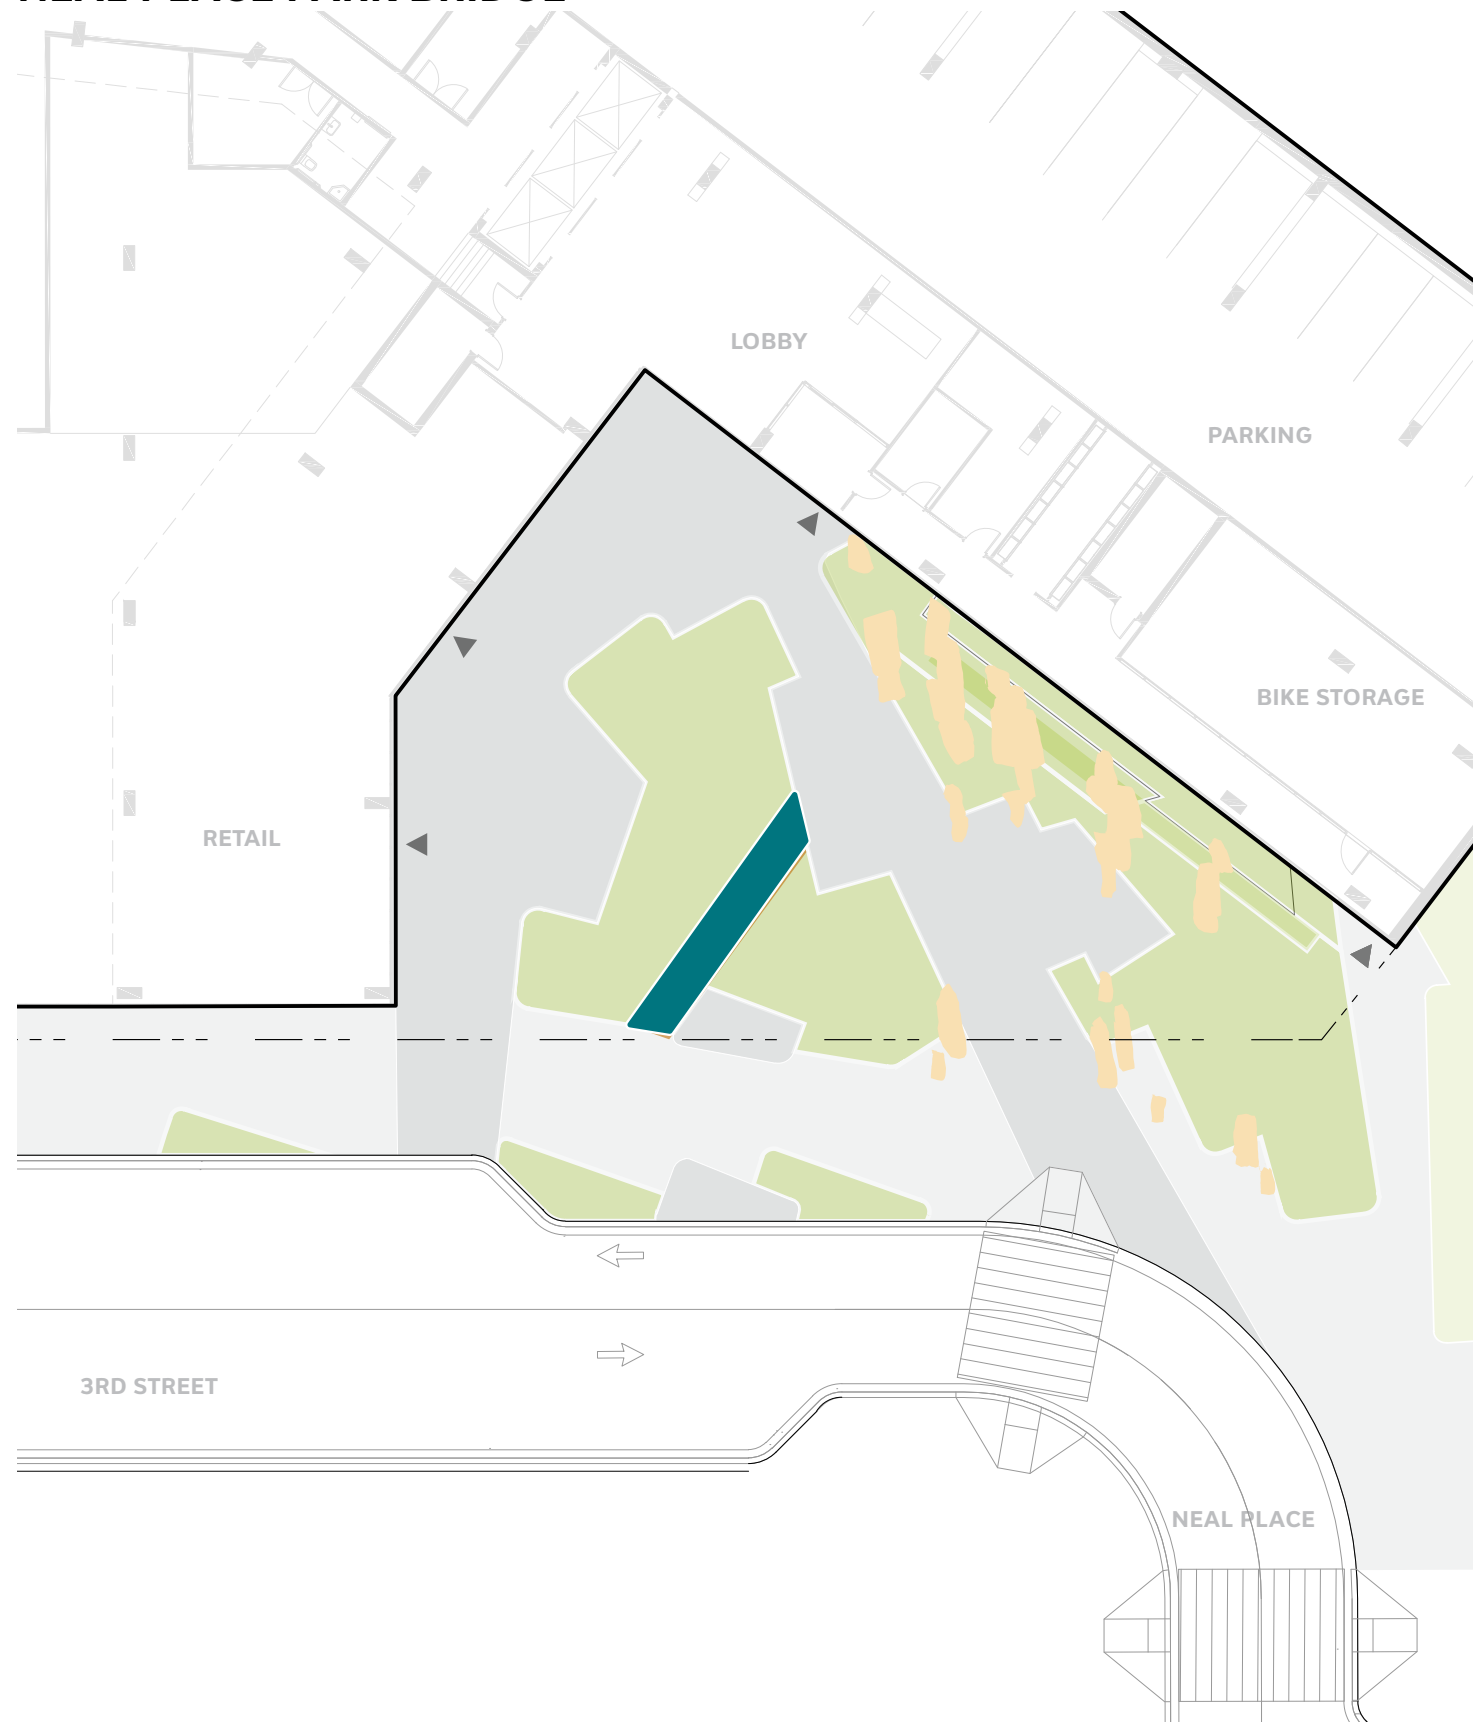 LOBBY
PARKING
BIKE STORAGE
RETAIL
3RD STREET
NEAL PLACE